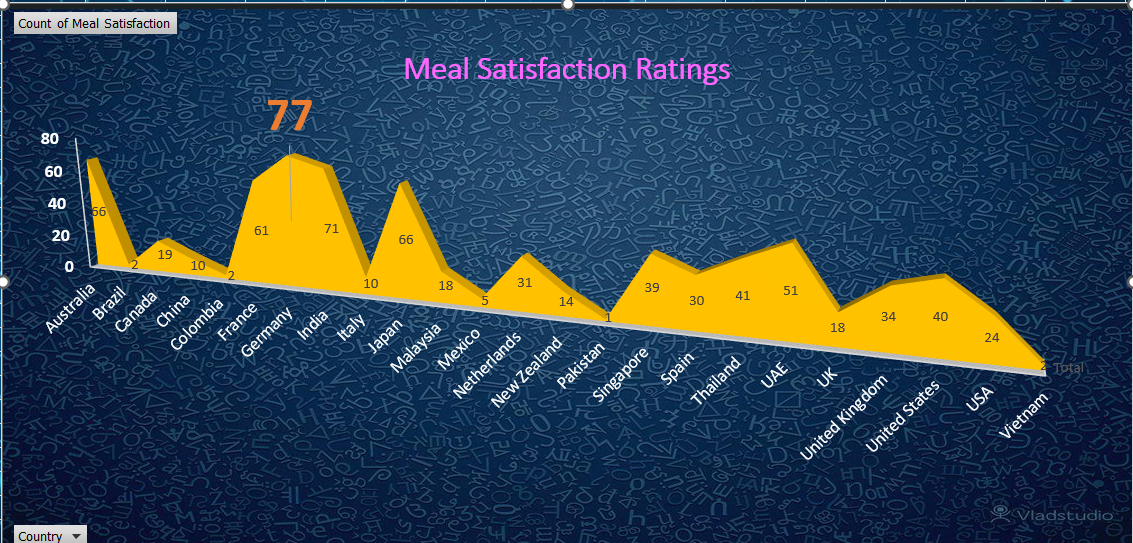 Count of Meal Satisfaction
Meal Satisfaction Ratings
77
80
60
40
20
0
66
2
19
10
2
61
71
10
66
18
5
31
14
1
39
30
41
51
18
34
40
24
2
Total
Australia
Brazil
Canada
China
Colombia
France
Germany
India
Italy
Japan
Malaysia
Mexico
Netherlands
New Zealand
Pakistan
Singapore
Spain
Thailand
UAE
UK
United Kingdom
United States
USA
Vietnam
Vladstudio
Country